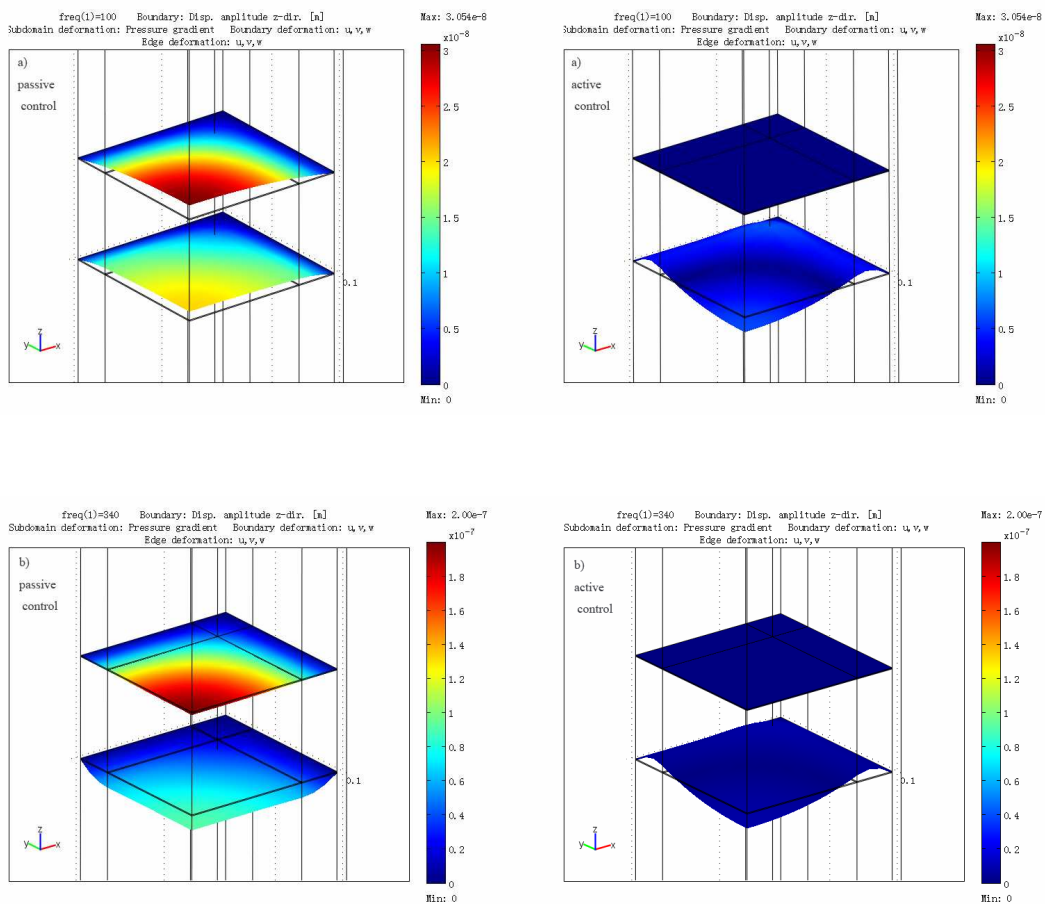 freq(1)=100 Boundary: Disp. amplitude z-dir. [m]
Subdomain deformation: Pressure gradient Boundary deformation: u,v,w
Edge deformation: u,v,w
Max: 3.054e-8
x10⁻⁸
a)
passive
control
3
2.5
2
1.5
1
0.5
0
0.1
z
y
x
Min: 0
freq(1)=100 Boundary: Disp. amplitude z-dir. [m]
Subdomain deformation: Pressure gradient Boundary deformation: u,v,w
Edge deformation: u,v,w
Max: 3.054e-8
x10⁻⁸
a)
active
control
3
2.5
2
1.5
1
0.5
0
0.1
z
y
x
Min: 0
freq(1)=340 Boundary: Disp. amplitude z-dir. [m]
Subdomain deformation: Pressure gradient Boundary deformation: u,v,w
Edge deformation: u,v,w
Max: 2.00e-7
x10⁻⁷
b)
passive
control
1.8
1.6
1.4
1.2
1
0.8
0.6
0.4
0.2
0
0.1
z
y
x
Min: 0
freq(1)=340 Boundary: Disp. amplitude z-dir. [m]
Subdomain deformation: Pressure gradient Boundary deformation: u,v,w
Edge deformation: u,v,w
Max: 2.00e-7
x10⁻⁷
b)
active
control
1.8
1.6
1.4
1.2
1
0.8
0.6
0.4
0.2
0
0.1
z
y
x
Min: 0